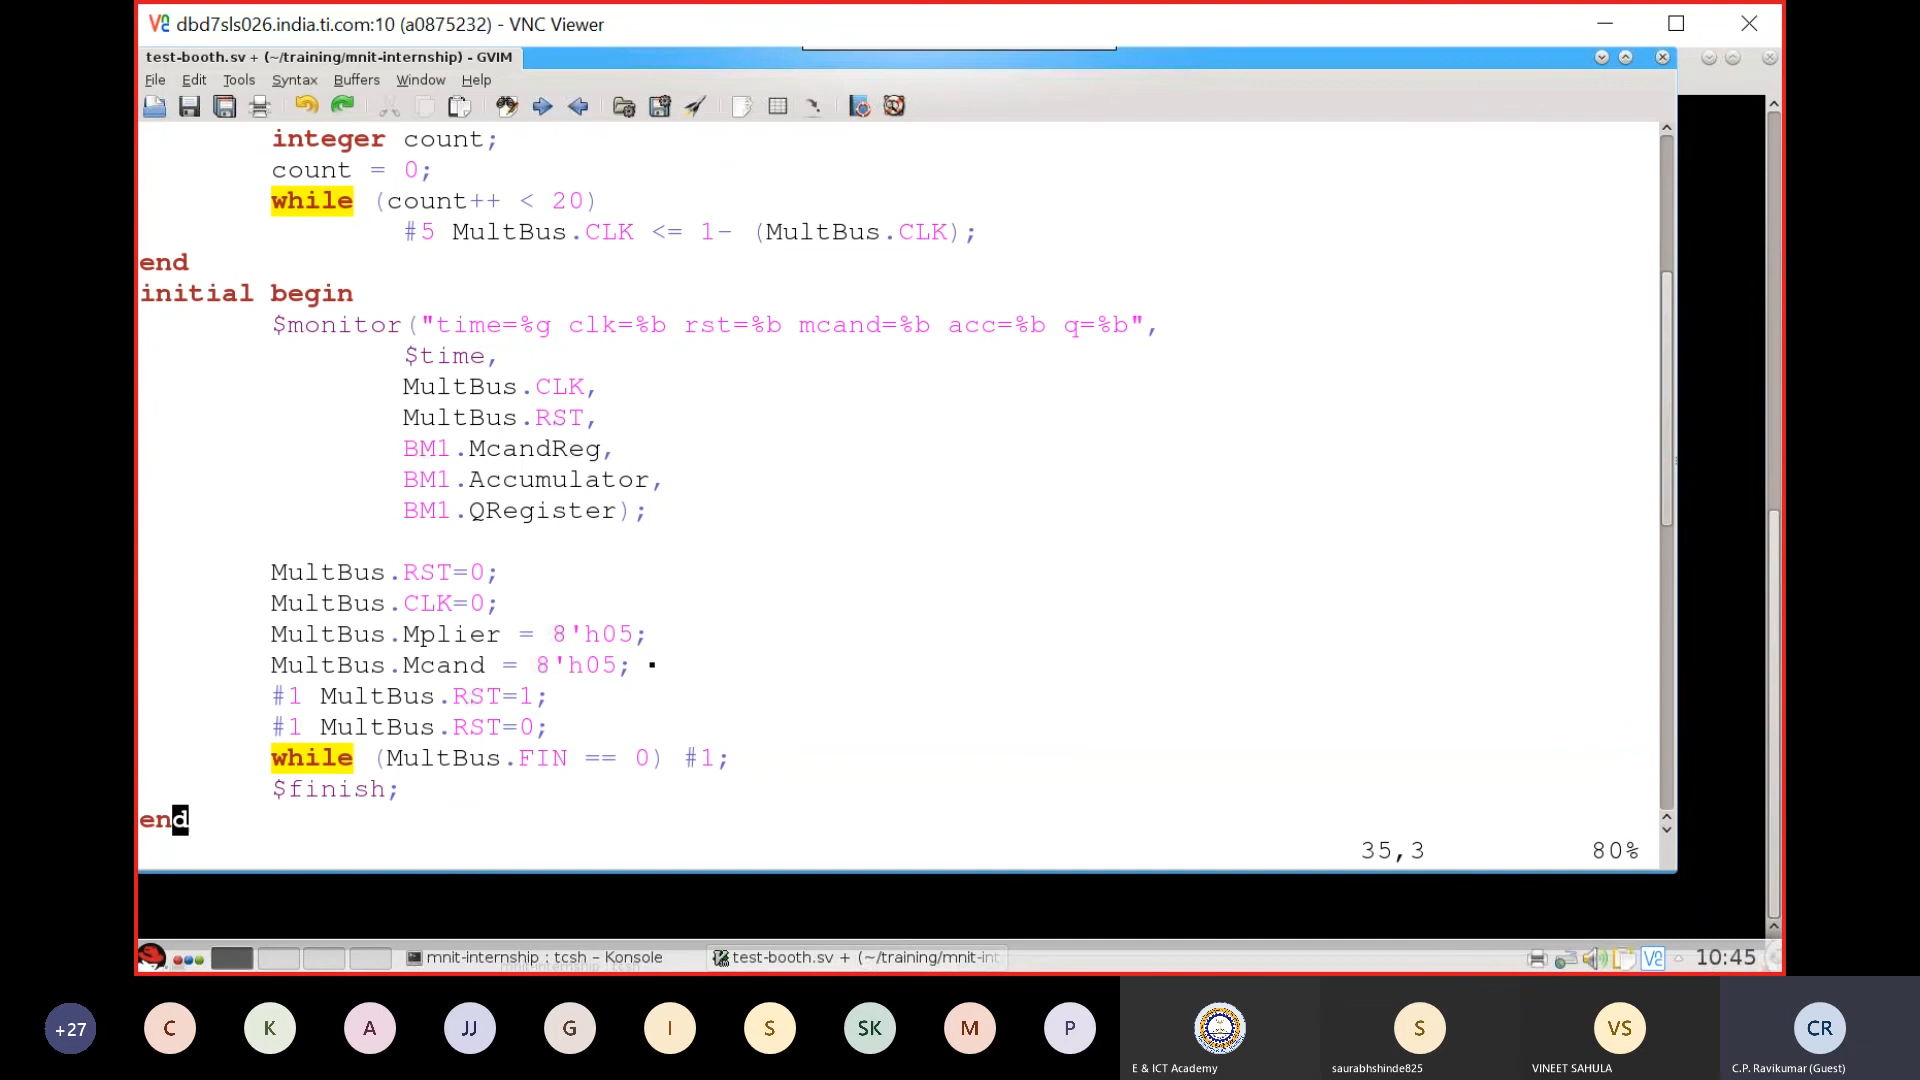 dbd7sls026.india.ti.com:10 (a0875232) - VNC Viewer
test-booth.sv + (~/training/mnit-internship) - GVIM
File Edit Tools Syntax Buffers Window Help
integer count;
count = 0;
while (count++ < 20)
#5 MultBus.CLK <= 1- (MultBus.CLK);
end
initial begin
$monitor("time=%g clk=%b rst=%b mcand=%b acc=%b q=%b",
$time,
MultBus.CLK,
MultBus.RST,
BM1.McandReg,
BM1.Accumulator,
BM1.QRegister);
MultBus.RST=0;
MultBus.CLK=0;
MultBus.Mplier = 8'h05;
MultBus.Mcand = 8'h05;
#1 MultBus.RST=1;
#1 MultBus.RST=0;
while (MultBus.FIN == 0) #1;
$finish;
end
35,3 80%
mnit-internship : tcsh - Konsole
test-booth.sv + (~/training/mnit-int
10:45
+27 C K A JJ G I S SK M P S VS CR
E & ICT Academy
saurabhshinde825
VINEET SAHULA
C.P. Ravikumar (Guest)